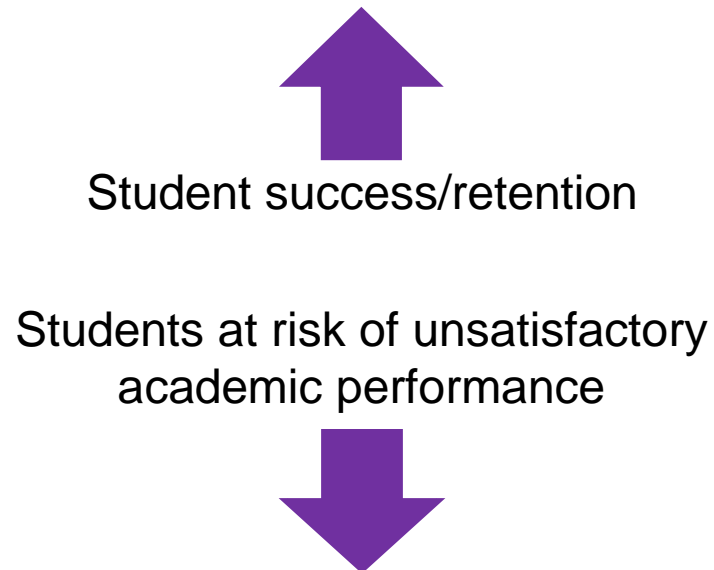 Student success/retention
Students at risk of unsatisfactory
academic performance